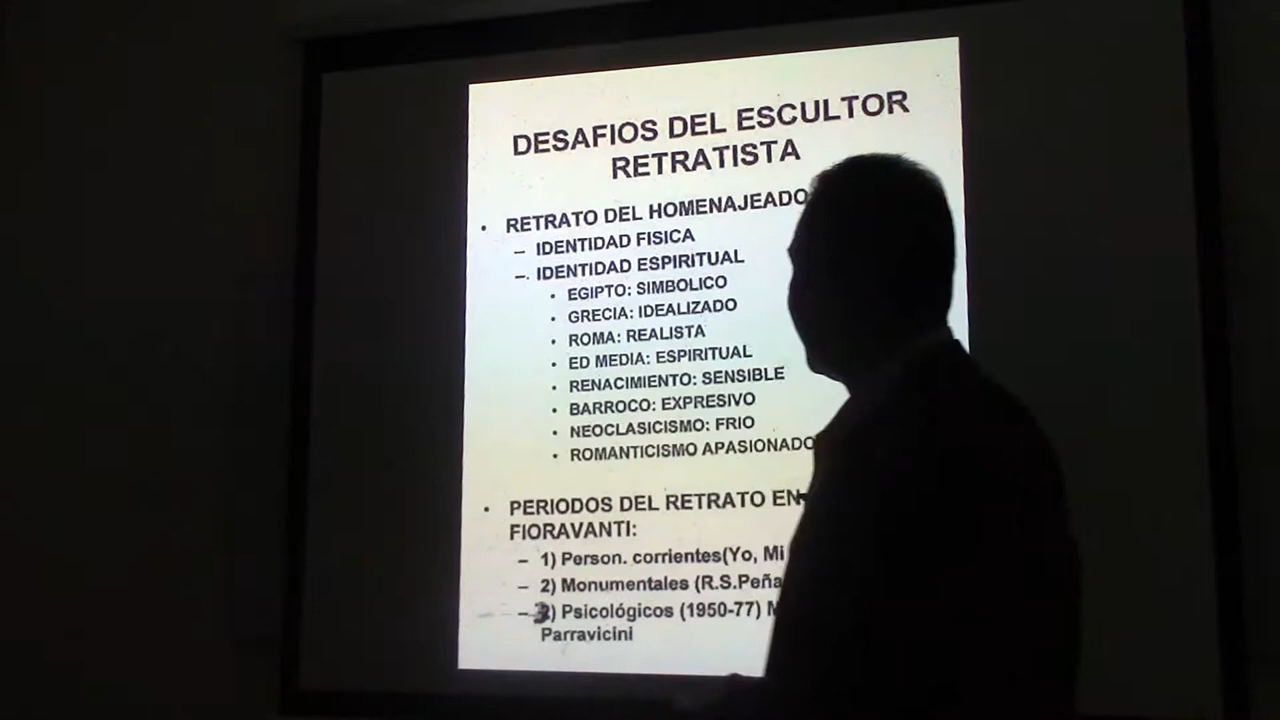 DESAFIOS DEL ESCULTOR
RETRATISTA
• RETRATO DEL HOMENAJEADO
– IDENTIDAD FISICA
–. IDENTIDAD ESPIRITUAL
• EGIPTO: SIMBOLICO
• GRECIA: IDEALIZADO
• ROMA: REALISTA
• ED MEDIA: ESPIRITUAL
• RENACIMIENTO: SENSIBLE
• BARROCO: EXPRESIVO
• NEOCLASICISMO: FRIO
• ROMANTICISMO APASIONADO
• PERIODOS DEL RETRATO EN
FIORAVANTI:
– 1) Person. corrientes(Yo, Mi
– 2) Monumentales (R.S.Peña
– 3) Psicológicos (1950-77)
Parravicini